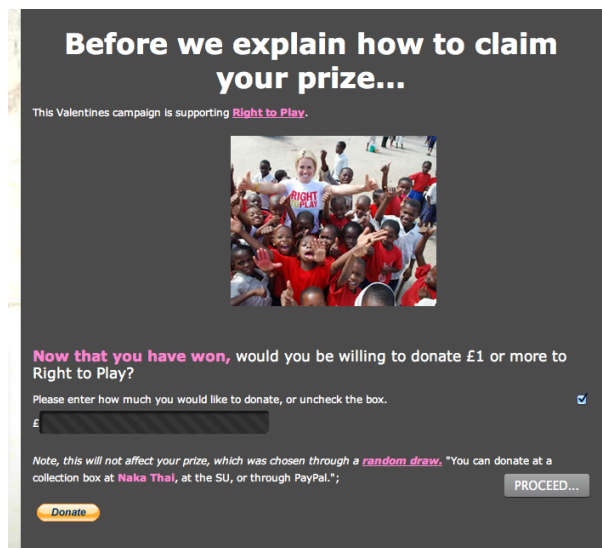 Before we explain how to claim
your prize...
This Valentines campaign is supporting Right to Play.
RIGHT
TO PLAY
Now that you have won, would you be willing to donate £1 or more to
Right to Play?
Please enter how much you would like to donate, or uncheck the box.
£
Note, this will not affect your prize, which was chosen through a random draw. "You can donate at a
collection box at Naka Thai, at the SU, or through PayPal.";
PROCEED...
Donate